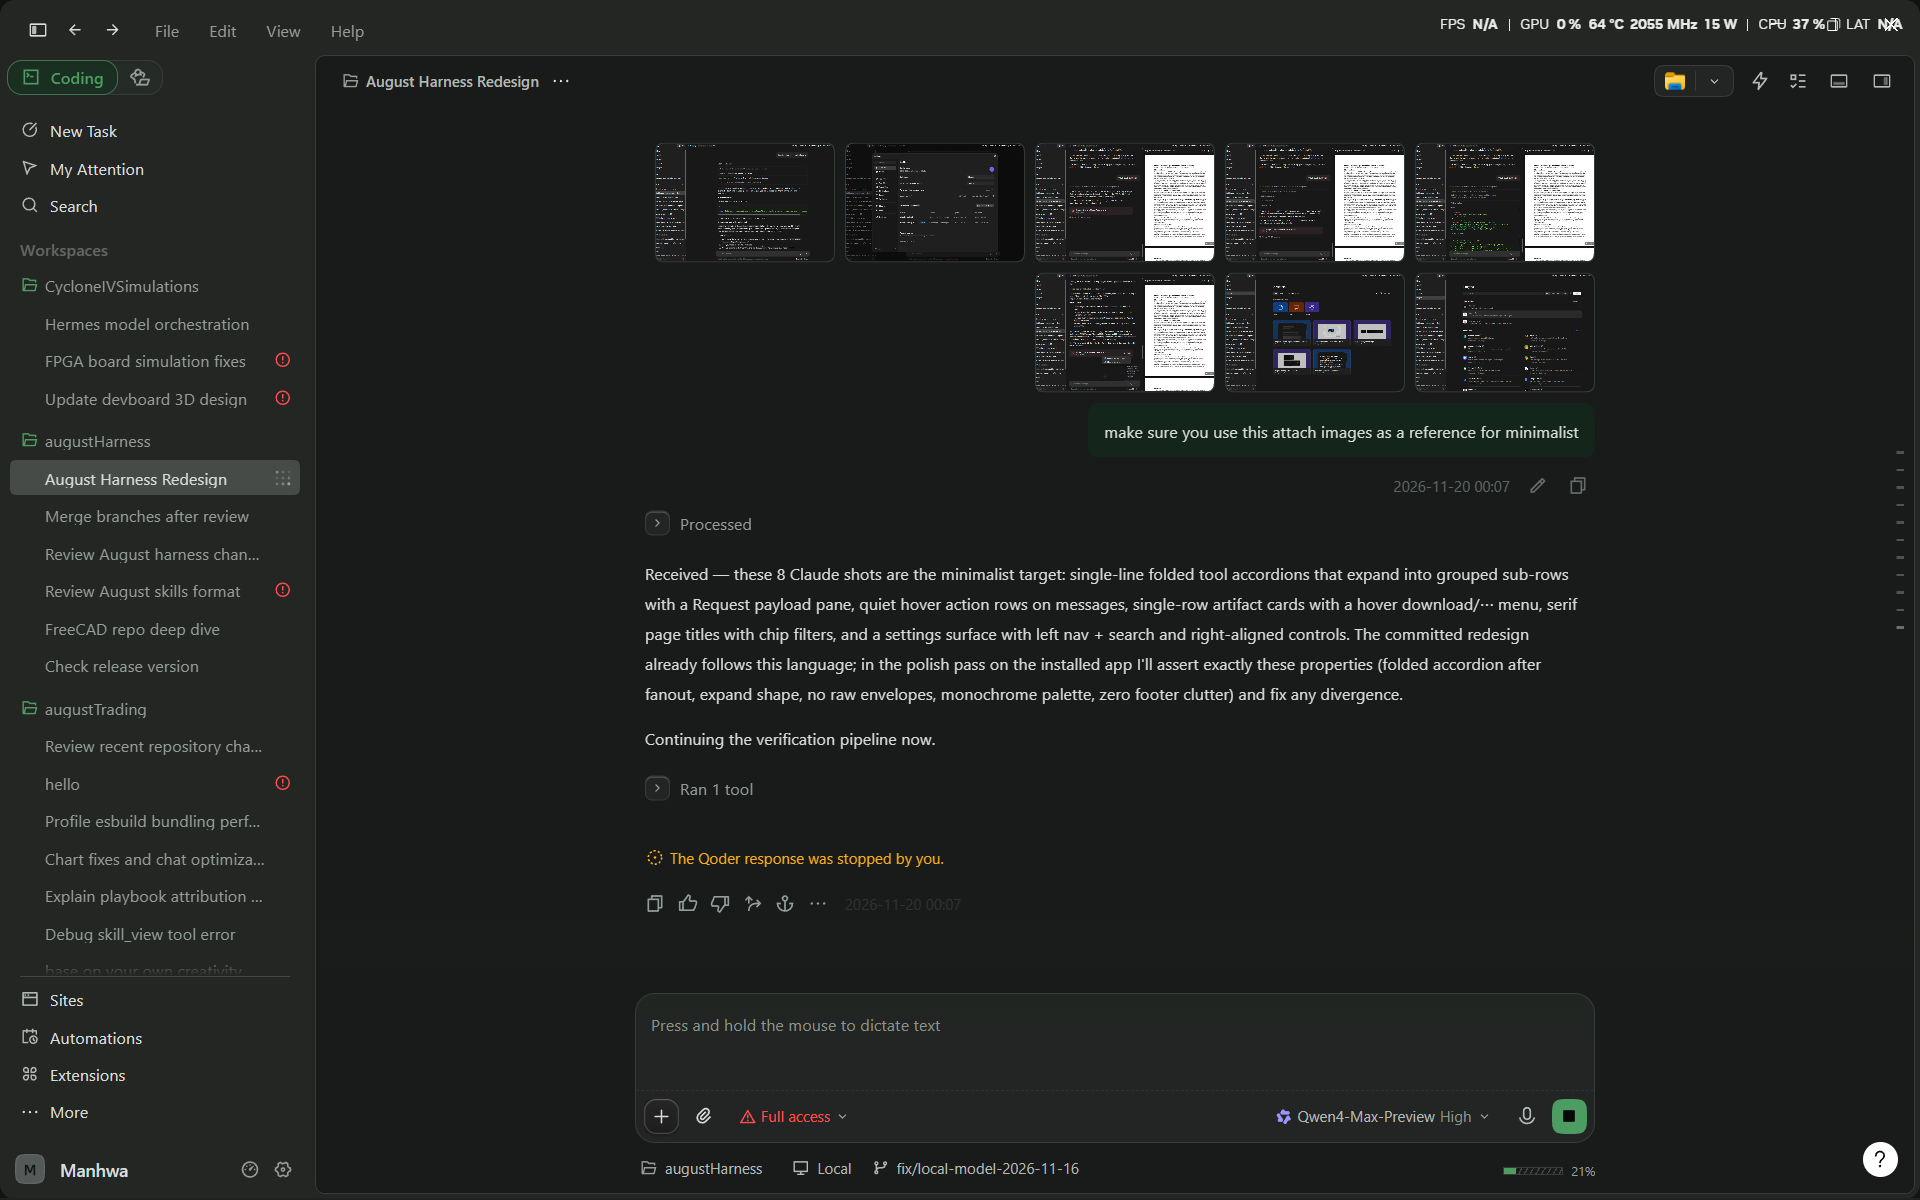 File Edit View Help
FPS N/A | GPU 0 % 64 °C 2055 MHz 15 W | CPU 37 % LAT N/A
Coding
New Task
My Attention
Search
Workspaces
CycloneIVSimulations
Hermes model orchestration
FPGA board simulation fixes
Update devboard 3D design
augustHarness
August Harness Redesign
Merge branches after review
Review August harness chan...
Review August skills format
FreeCAD repo deep dive
Check release version
augustTrading
Review recent repository cha...
hello
Profile esbuild bundling perf...
Chart fixes and chat optimiza...
Explain playbook attribution ...
Debug skill_view tool error
base on your own creativity
Sites
Automations
Extensions
More
M Manhwa
August Harness Redesign
make sure you use this attach images as a reference for minimalist
2026-11-20 00:07
Processed
Received — these 8 Claude shots are the minimalist target: single-line folded tool accordions that expand into grouped sub-rows
with a Request payload pane, quiet hover action rows on messages, single-row artifact cards with a hover download/··· menu, serif
page titles with chip filters, and a settings surface with left nav + search and right-aligned controls. The committed redesign
already follows this language; in the polish pass on the installed app I'll assert exactly these properties (folded accordion after
fanout, expand shape, no raw envelopes, monochrome palette, zero footer clutter) and fix any divergence.
Continuing the verification pipeline now.
Ran 1 tool
The Qoder response was stopped by you.
2026-11-20 00:07
Press and hold the mouse to dictate text
Full access
Qwen4-Max-Preview High
augustHarness
Local
fix/local-model-2026-11-16
21%
?